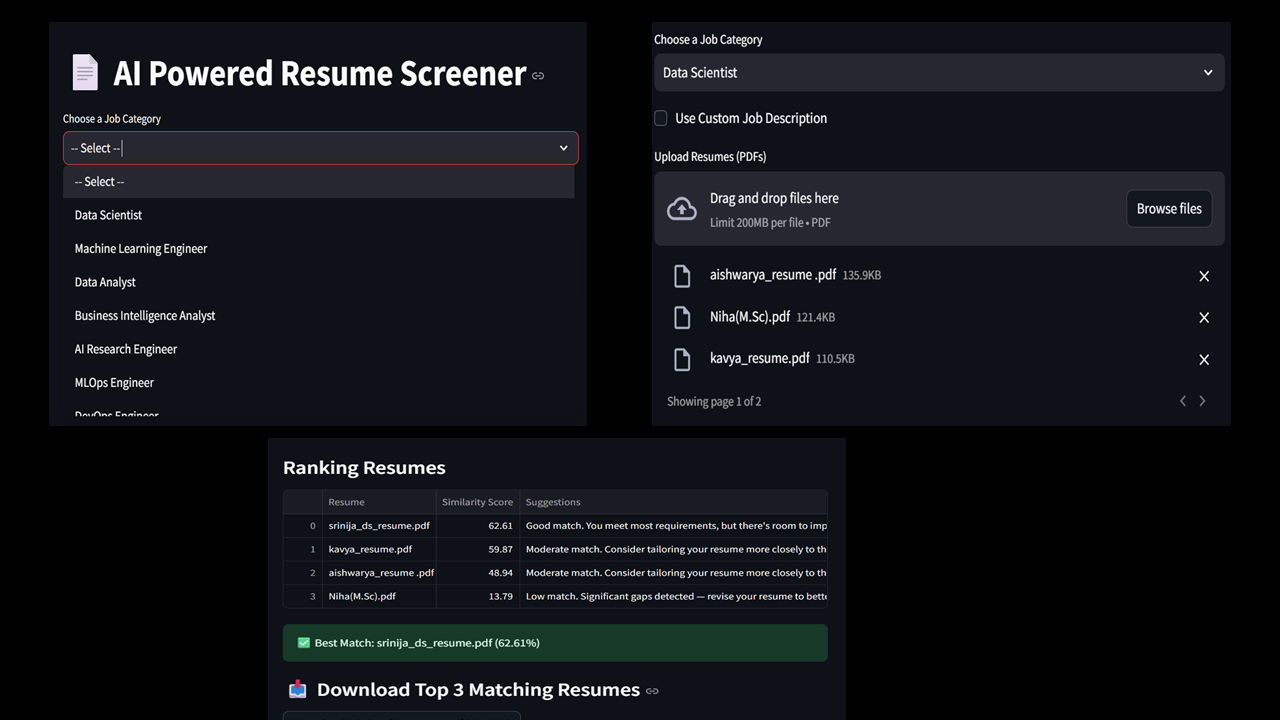 AI Powered Resume Screener
Choose a Job Category
-- Select --
-- Select --
Data Scientist
Machine Learning Engineer
Data Analyst
Business Intelligence Analyst
AI Research Engineer
MLOps Engineer
DevOps Engineer
Choose a Job Category
Data Scientist
Use Custom Job Description
Upload Resumes (PDFs)
Drag and drop files here
Limit 200MB per file • PDF
Browse files
aishwarya_resume .pdf 135.9KB
Niha(M.Sc).pdf 121.4KB
kavya_resume.pdf 110.5KB
Showing page 1 of 2
Ranking Resumes
Resume Similarity Score Suggestions
0 srinija_ds_resume.pdf 62.61 Good match. You meet most requirements, but there's room to imp
1 kavya_resume.pdf 59.87 Moderate match. Consider tailoring your resume more closely to th
2 aishwarya_resume .pdf 48.94 Moderate match. Consider tailoring your resume more closely to th
3 Niha(M.Sc).pdf 13.79 Low match. Significant gaps detected — revise your resume to bette
Best Match: srinija_ds_resume.pdf (62.61%)
Download Top 3 Matching Resumes